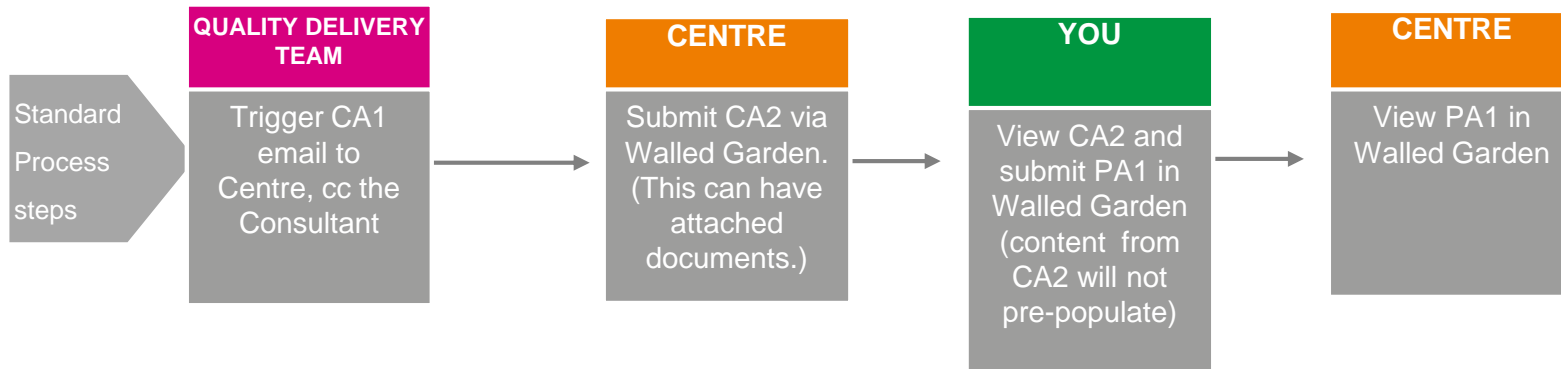 Standard
Process
steps
QUALITY DELIVERY
TEAM
Trigger CA1
email to
Centre, cc the
Consultant
CENTRE
Submit CA2 via
Walled Garden.
(This can have
attached
documents.)
YOU
View CA2 and
submit PA1 in
Walled Garden
(content from
CA2 will not
pre-populate)
CENTRE
View PA1 in
Walled Garden